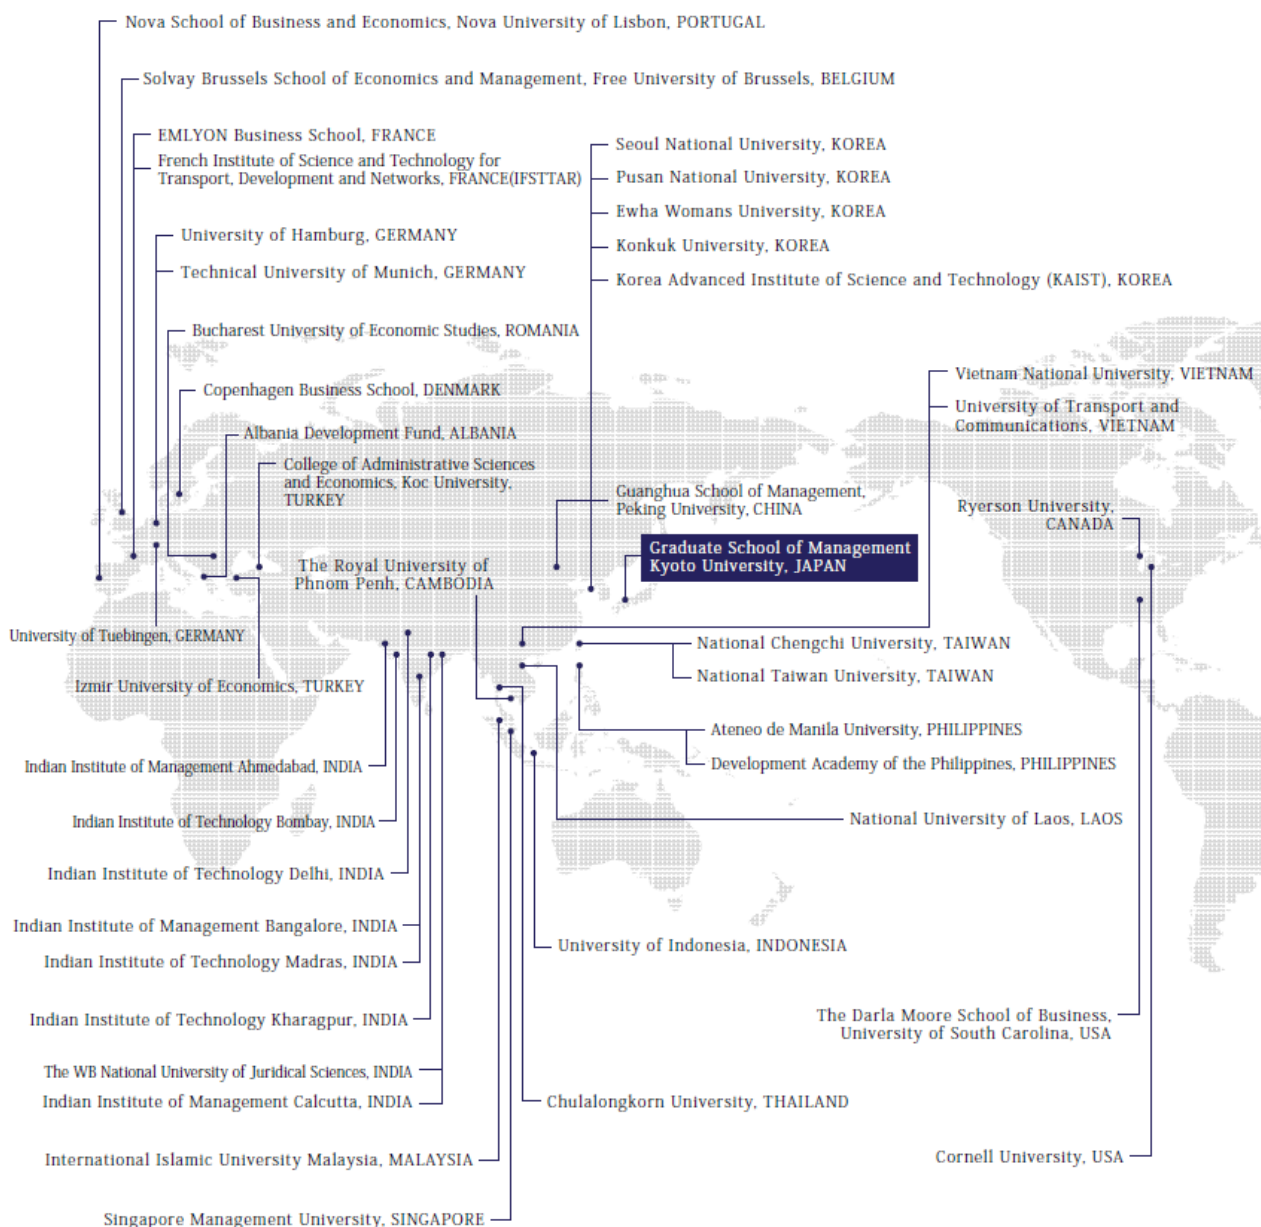 Nova School of Business and Economics, Nova University of Lisbon, PORTUGAL
Solvay Brussels School of Economics and Management, Free University of Brussels, BELGIUM
EMLYON Business School, FRANCE
French Institute of Science and Technology for
Transport, Development and Networks, FRANCE(IFSTTAR)
University of Hamburg, GERMANY
Technical University of Munich, GERMANY
Bucharest University of Economic Studies, ROMANIA
Copenhagen Business School, DENMARK
Albania Development Fund, ALBANIA
College of Administrative Sciences
and Economics, Koc University,
TURKEY
The Royal University of
Phnom Penh, CAMBODIA
University of Tuebingen, GERMANY
Izmir University of Economics, TURKEY
Seoul National University, KOREA
Pusan National University, KOREA
Ewha Womans University, KOREA
Konkuk University, KOREA
Korea Advanced Institute of Science and Technology (KAIST), KOREA
Vietnam National University, VIETNAM
University of Transport and
Communications, VIETNAM
Guanghua School of Management,
Peking University, CHINA
Ryerson University,
CANADA
Graduate School of Management
Kyoto University, JAPAN
National Chengchi University, TAIWAN
National Taiwan University, TAIWAN
Ateneo de Manila University, PHILIPPINES
Development Academy of the Philippines, PHILIPPINES
National University of Laos, LAOS
Indian Institute of Management Ahmedabad, INDIA
Indian Institute of Technology Bombay, INDIA
Indian Institute of Technology Delhi, INDIA
Indian Institute of Management Bangalore, INDIA
Indian Institute of Technology Madras, INDIA
Indian Institute of Technology Kharagpur, INDIA
The WB National University of Juridical Sciences, INDIA
Indian Institute of Management Calcutta, INDIA
International Islamic University Malaysia, MALAYSIA
Singapore Management University, SINGAPORE
University of Indonesia, INDONESIA
Chulalongkorn University, THAILAND
The Darla Moore School of Business,
University of South Carolina, USA
Cornell University, USA